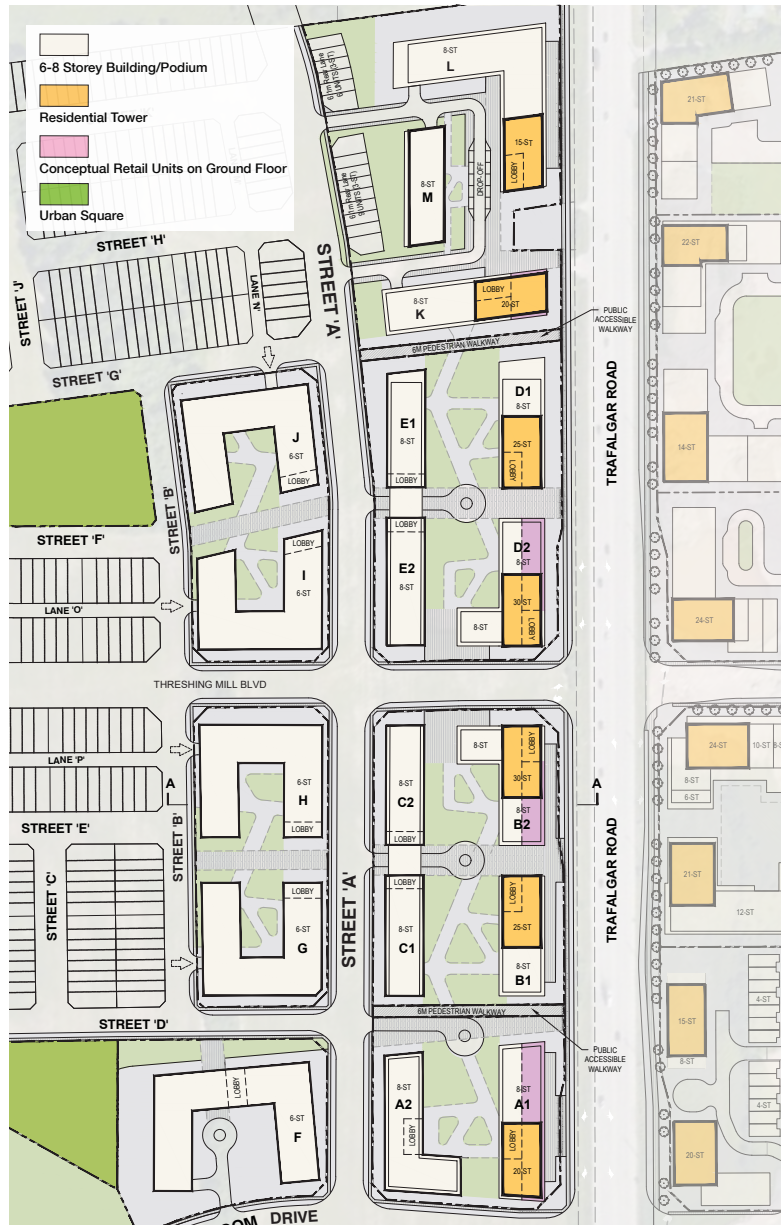 6-8 Storey Building/Podium
Residential Tower
Conceptual Retail Units on Ground Floor
Urban Square
8-ST
L
15-ST
LOBBY
8-ST
M
DROP-OFF
8-ST
K
LOBBY
20-ST
PUBLIC
ACCESSIBLE
WALKWAY
6M PEDESTRIAN WALKWAY
STREET 'H'
STREET 'J'
LANE 'N'
STREET 'A'
STREET 'G'
TRAFALGAR ROAD
21-ST
22-ST
14-ST
24-ST
J
6-ST
LOBBY
E1
8-ST
LOBBY
D1
8-ST
25-ST
LOBBY
STREET 'B'
STREET 'F'
LOBBY
I
6-ST
LOBBY
E2
8-ST
D2
8-ST
30-ST
LOBBY
8-ST
LANE 'O'
THRESHING MILL BLVD
LANE 'P'
A
STREET 'E'
STREET 'B'
STREET 'C'
6-ST
H
LOBBY
8-ST
C2
LOBBY
8-ST
LOBBY
30-ST
8-ST
B2
A
24-ST
10-ST
8-S
8-ST
6-ST
21-ST
12-ST
LOBBY
6-ST
G
STREET 'A'
LOBBY
8-ST
C1
LOBBY
25-ST
8-ST
B1
TRAFALGAR ROAD
6M PEDESTRIAN WALKWAY
PUBLIC
ACCESSIBLE
WALKWAY
STREET 'D'
LOBBY
6-ST
F
8-ST
A2
LOBBY
8-ST
A1
LOBBY
20-ST
15-ST
8-ST
4-ST
4-ST
20-ST
OOM DRIVE